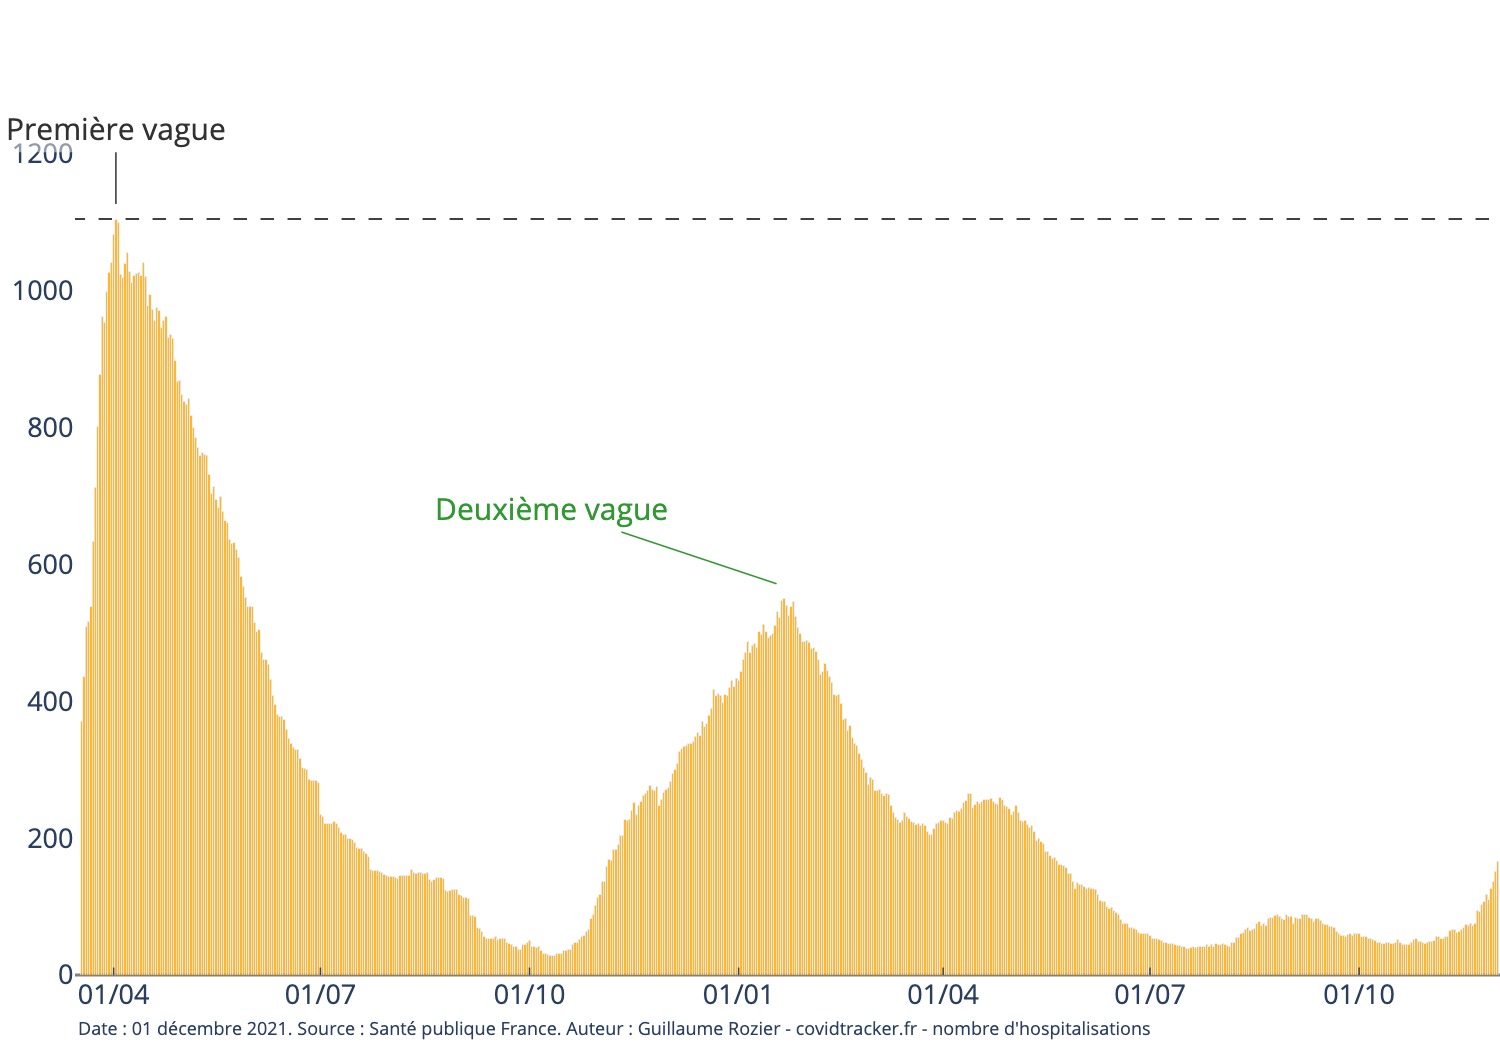 Première vague
1200
1000
800
Deuxième vague
600
400
200
0
01/04 01/07 01/10 01/01 01/04 01/07 01/10
Date : 01 décembre 2021. Source : Santé publique France. Auteur : Guillaume Rozier - covidtracker.fr - nombre d'hospitalisations